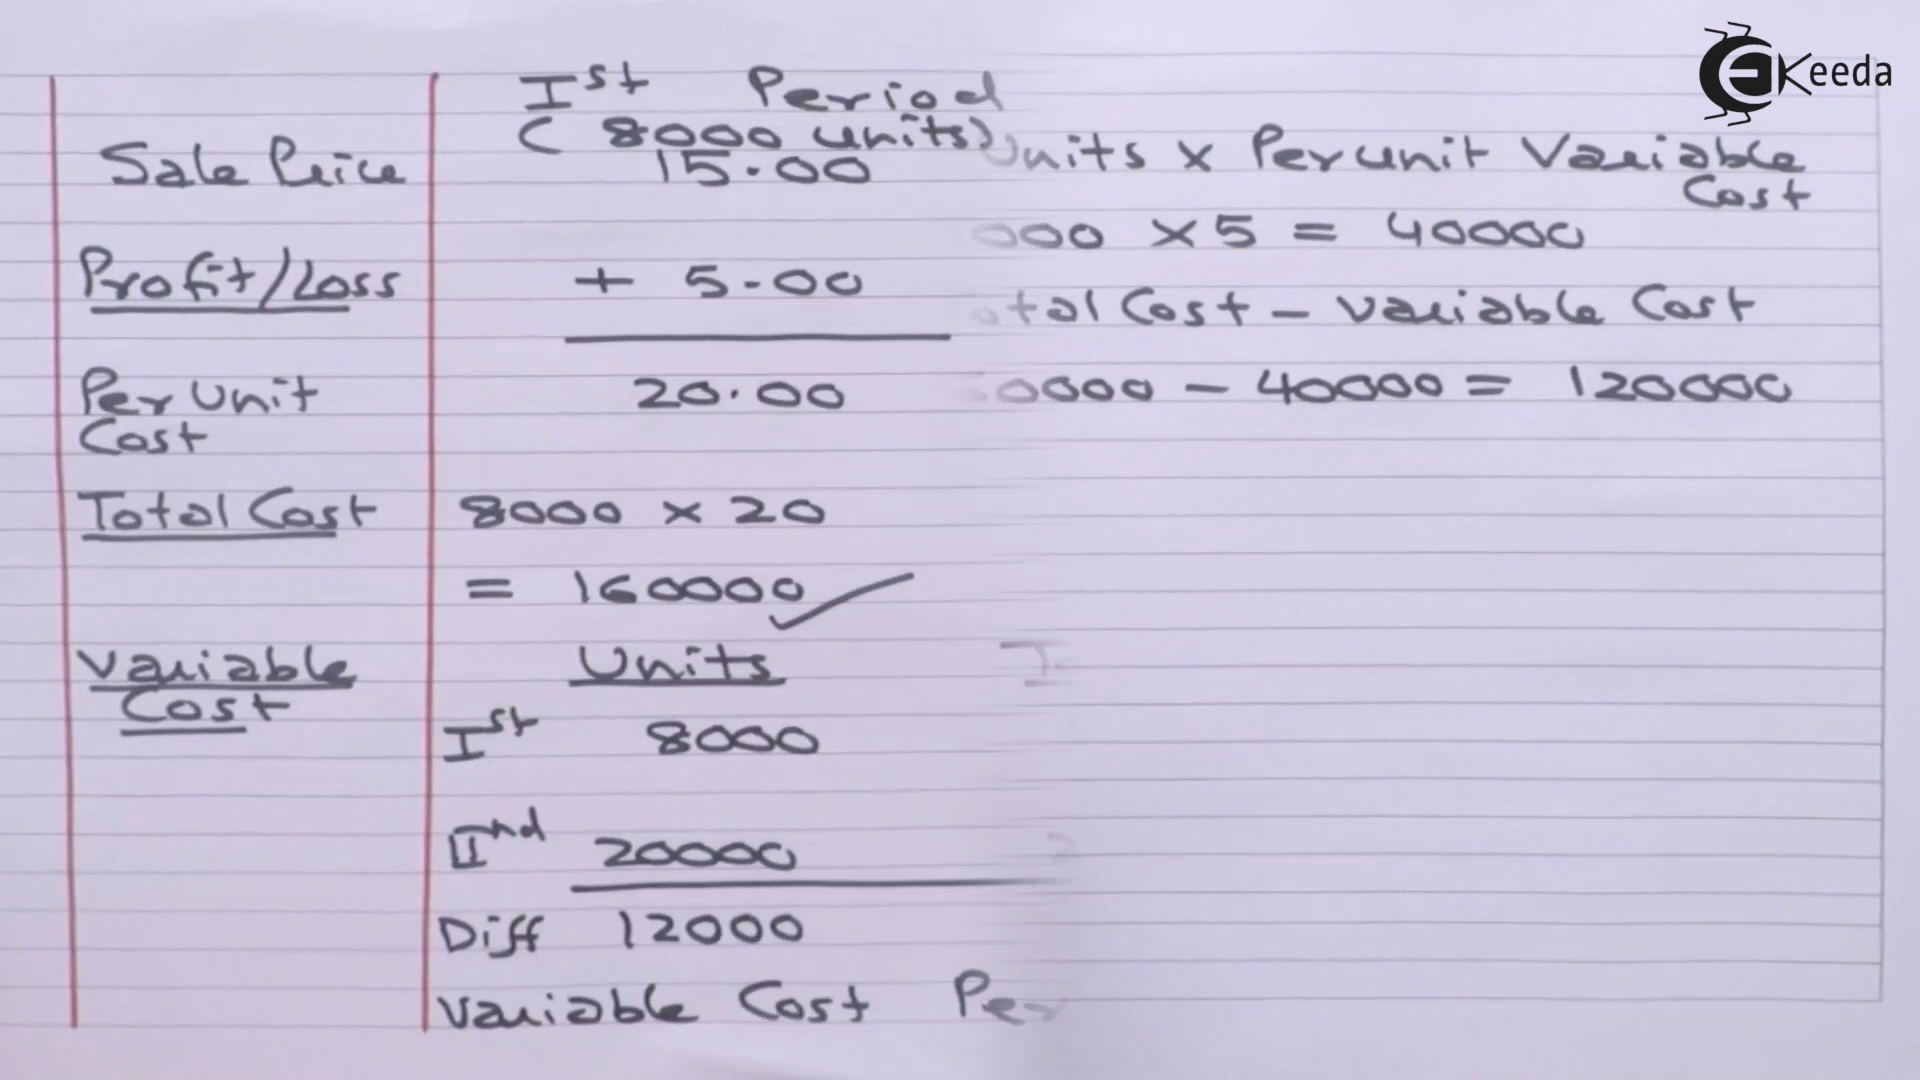 Keeda
Ist Period
( 8000 units)
Sale Price 15.00
Profit/Loss + 5.00
Per Unit 20.00
Cost
Total Cost 8000 x 20
= 160000
Variable Units
Cost
Ist 8000
IInd 20000
Diff 12000
Variable Cost
Units x Per unit Variable
Cost
000 x 5 = 40000
otal Cost - Variable Cost
0000 - 40000 = 120000